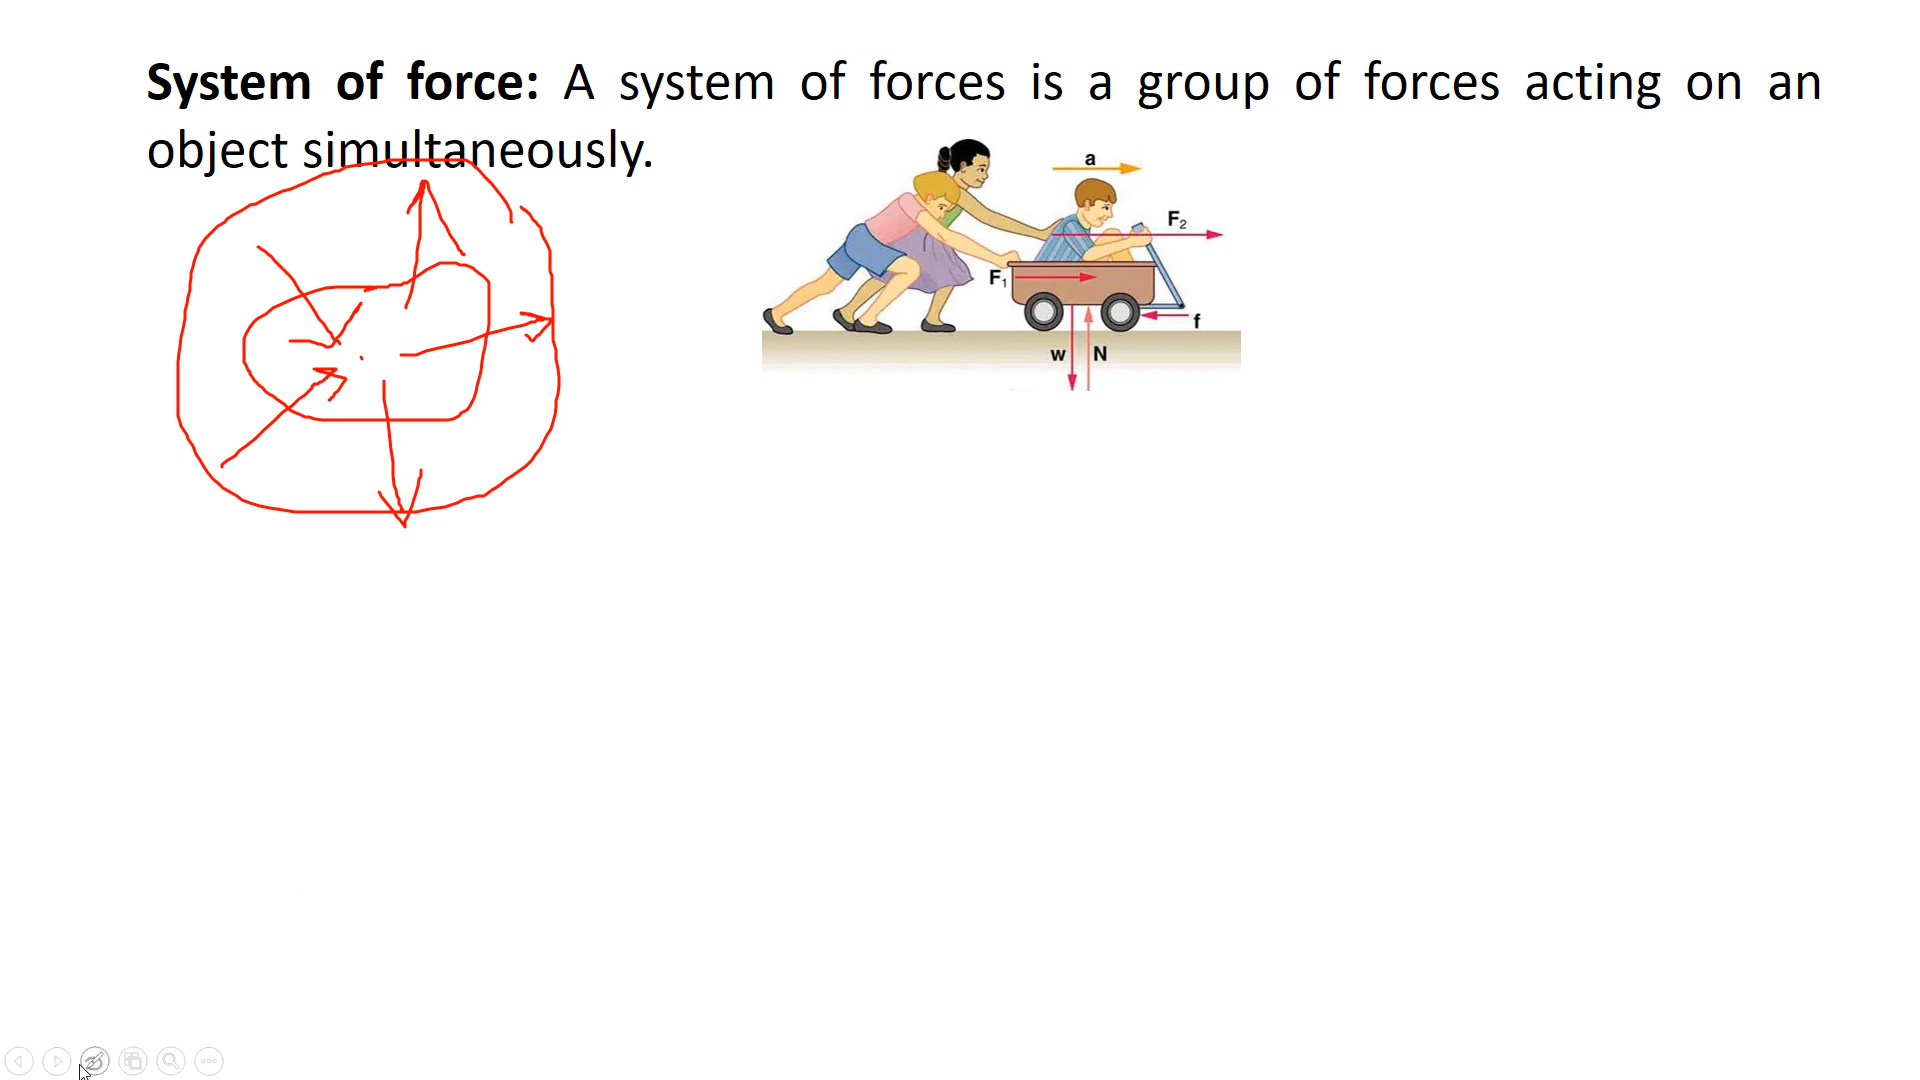 System of force: A system of forces is a group of forces acting on an
object simultaneously.
a
F₂
F₁
f
w
N